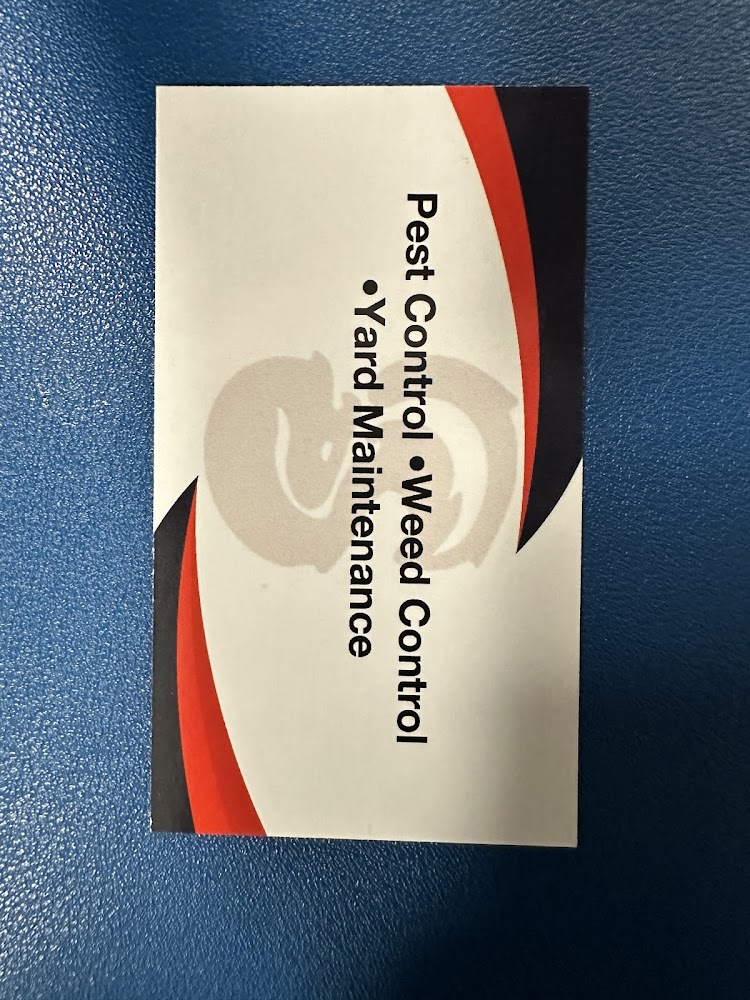 Pest Control •Weed Control
•Yard Maintenance